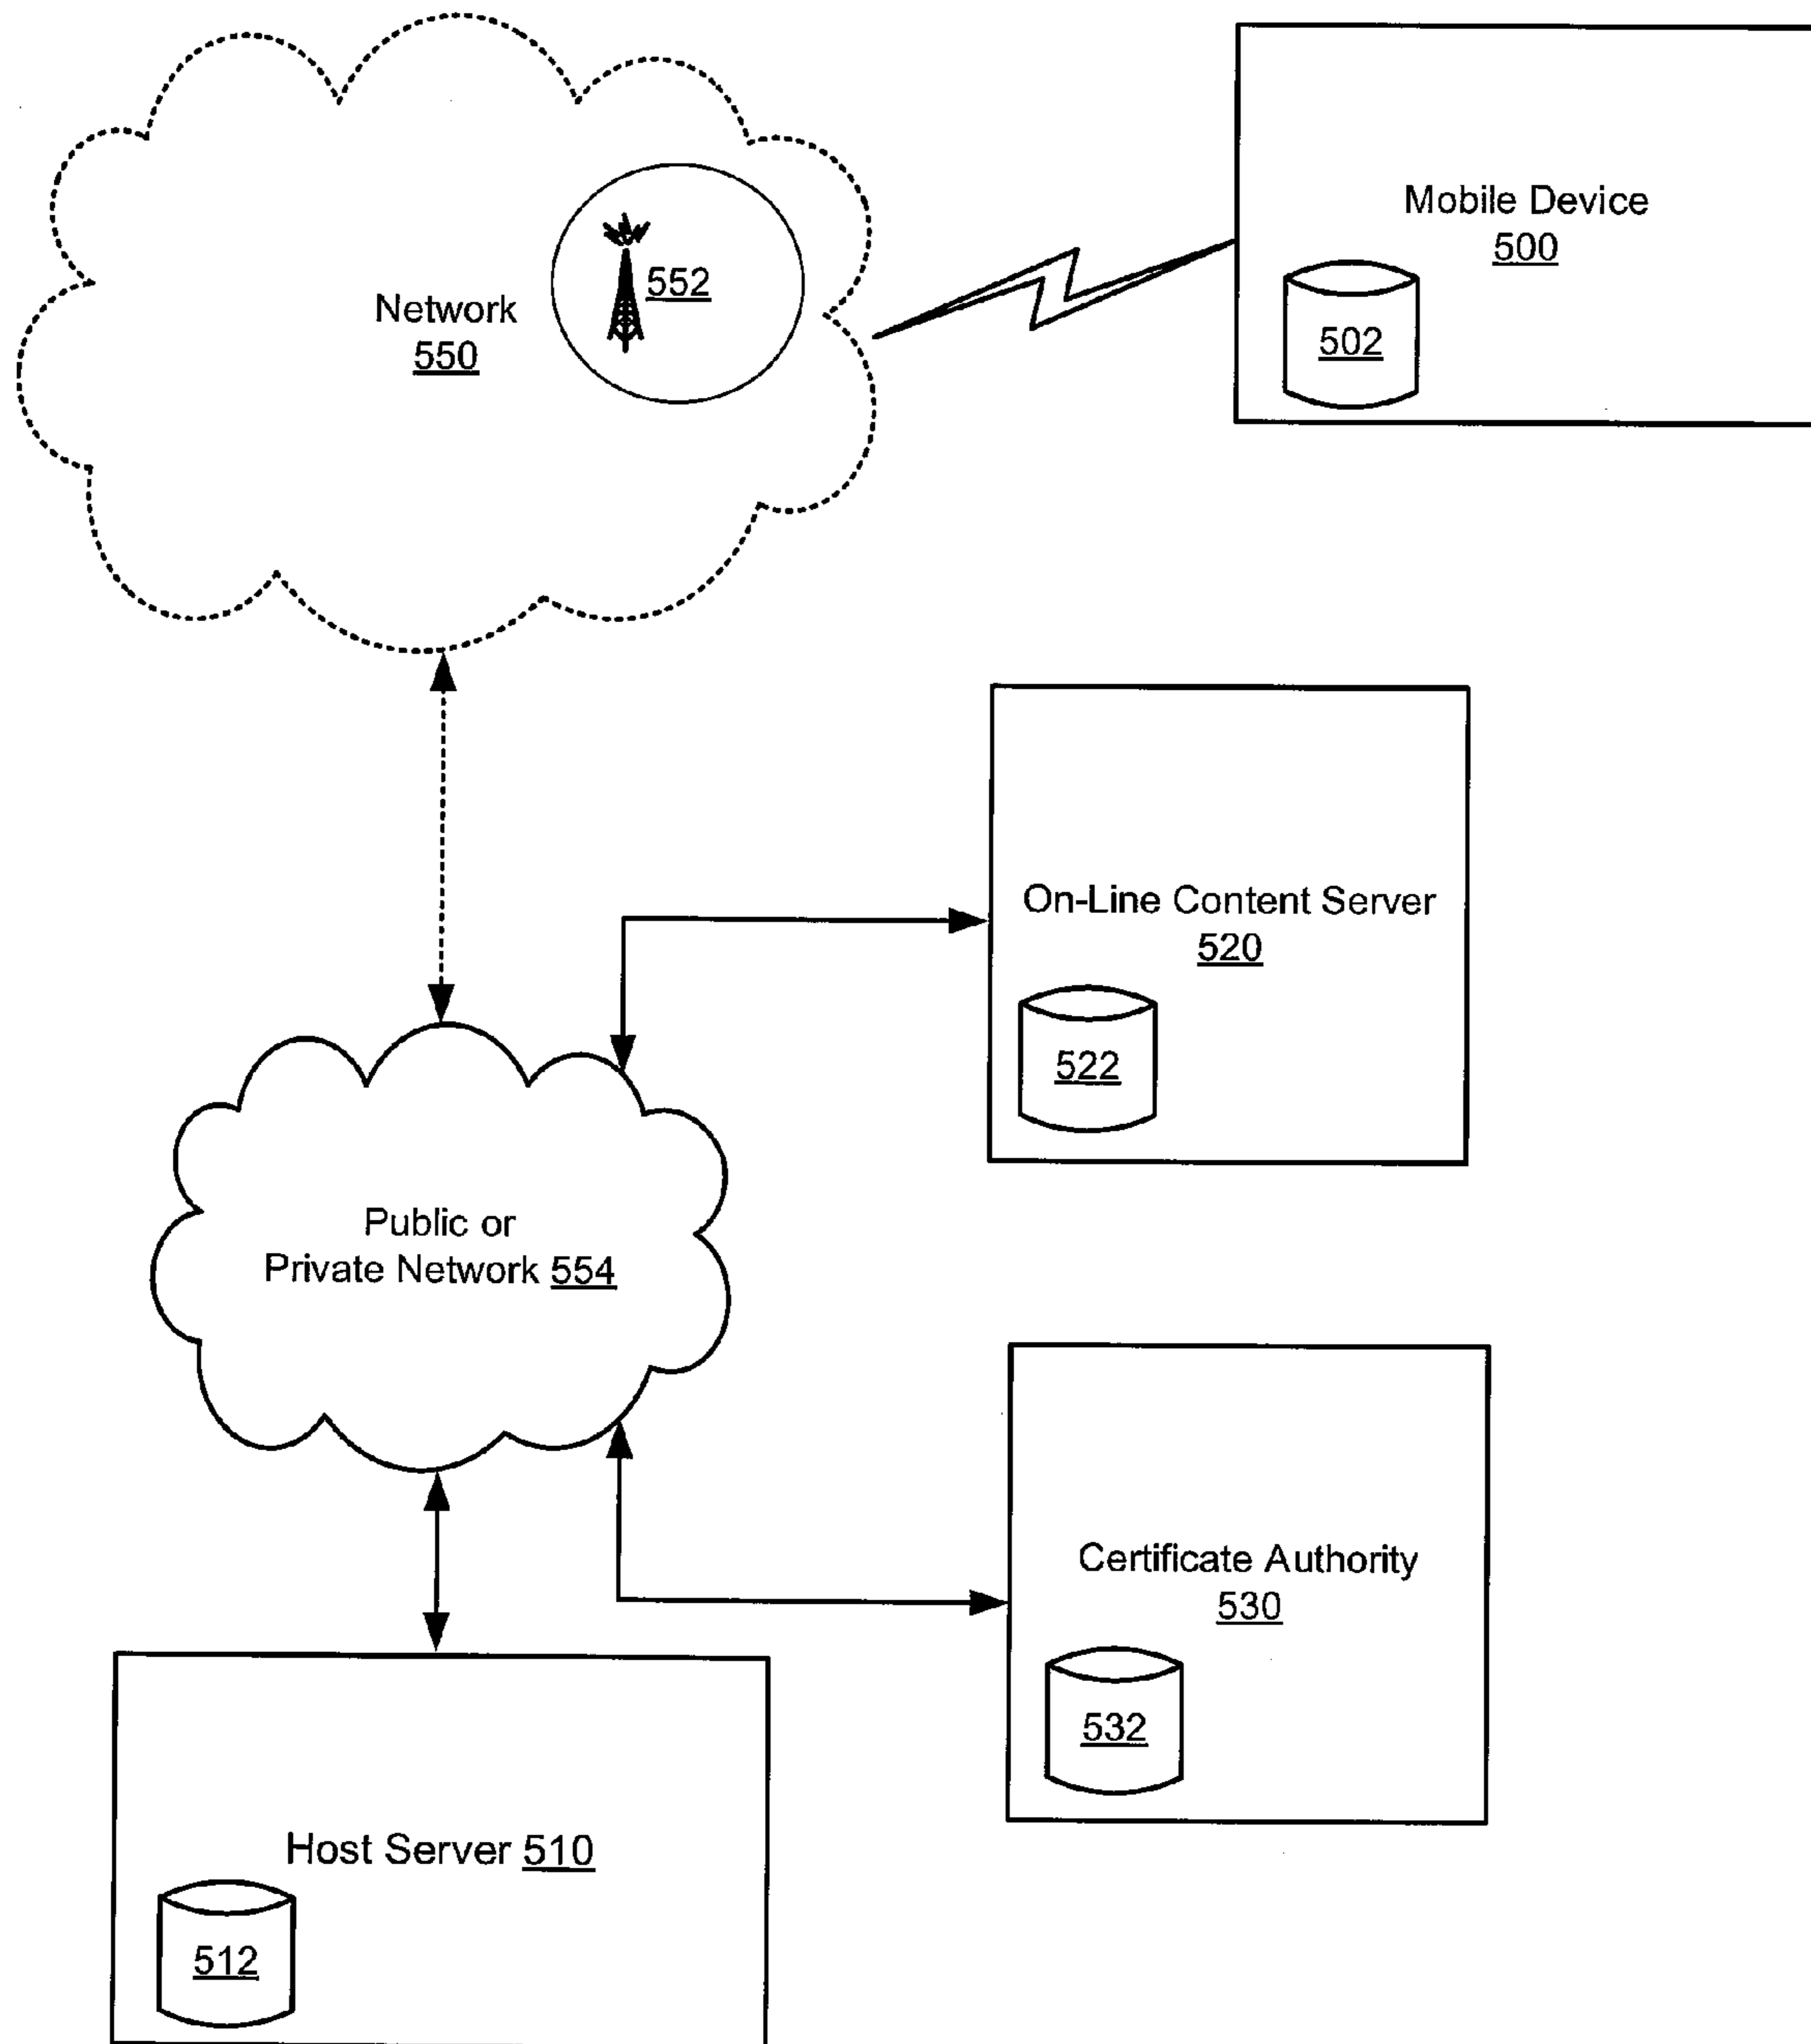 Mobile Device
500
502
Network
550
552
On-Line Content Server
520
522
Public or
Private Network 554
Certificate Authority
530
532
Host Server 510
512